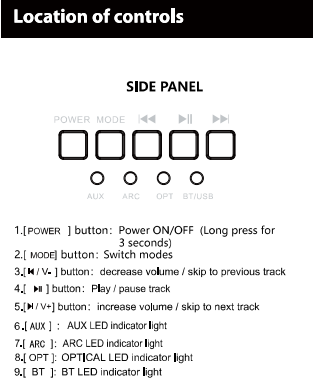 Location of controls
SIDE PANEL
POWER MODE |◀◀ ▶|| ▶▶|
AUX ARC OPT BT/USB
1.[POWER ] button: Power ON/OFF (Long press for
3 seconds)
2.[ MODE] button: Switch modes
3.[|◀ / V- ] button: decrease volume / skip to previous track
4.[ ▶|| ] button: Play / pause track
5.[▶| / V+] button: increase volume / skip to next track
6.[ AUX ] : AUX LED indicator light
7.[ ARC ]: ARC LED indicator light
8.[ OPT ]: OPTICAL LED indicator light
9.[ BT ]: BT LED indicator light